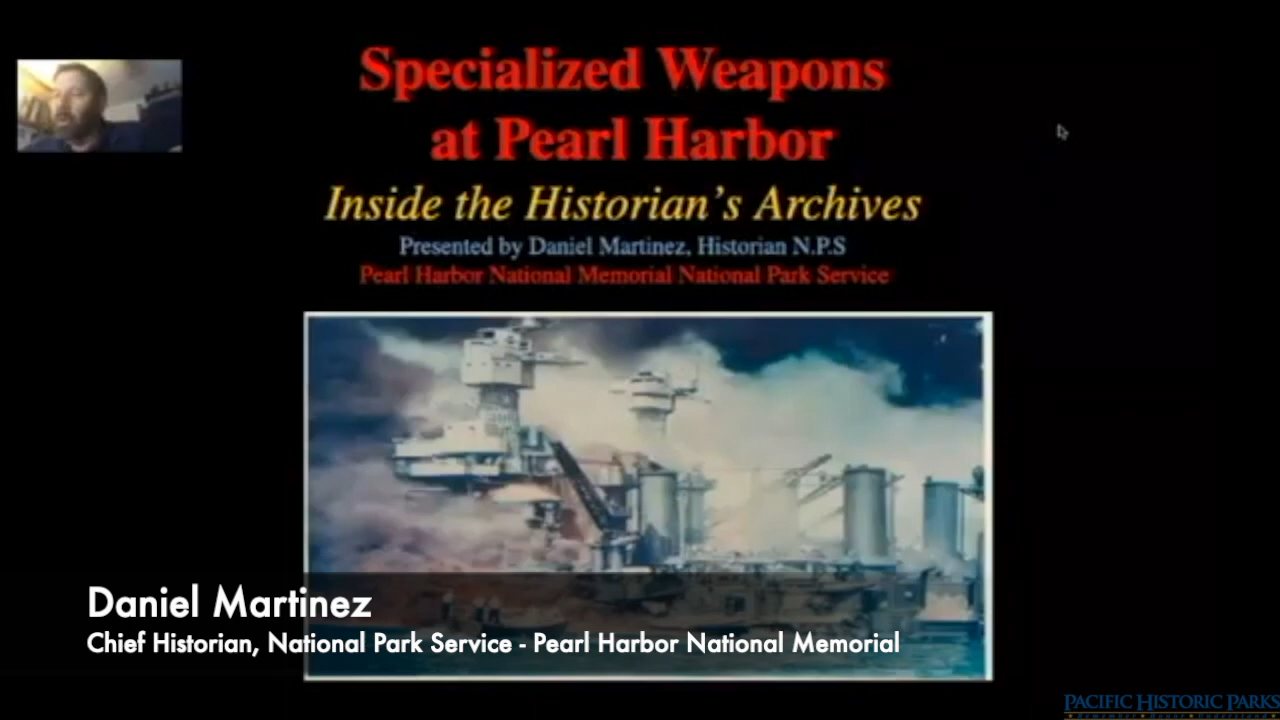 Specialized Weapons
at Pearl Harbor
Inside the Historian's Archives
Presented by Daniel Martinez, Historian N.P.S
Pearl Harbor National Memorial National Park Service
Daniel Martinez
Chief Historian, National Park Service - Pearl Harbor National Memorial
PACIFIC HISTORIC PARKS